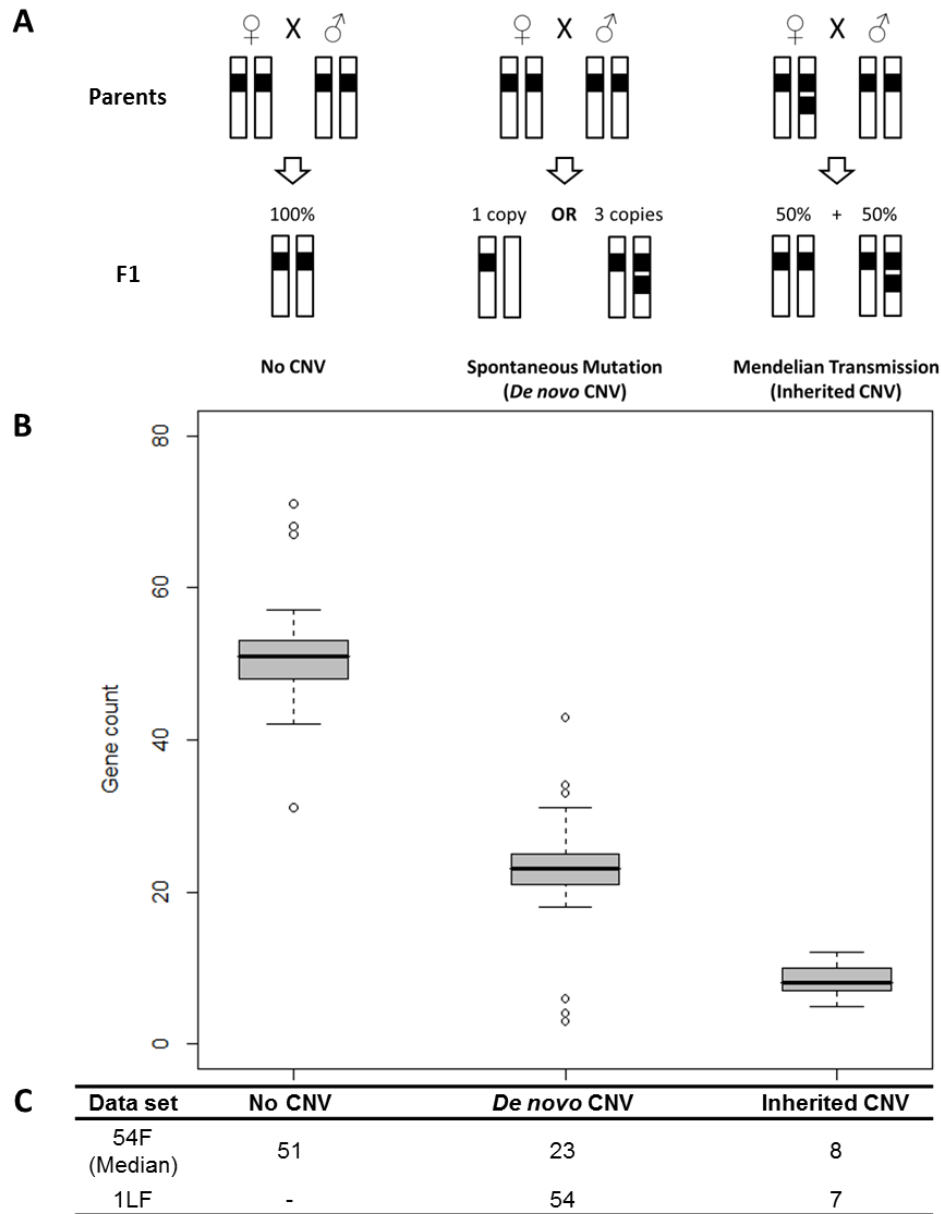 A
♀ X ♂ ♀ X ♂ ♀ X ♂
Parents
100% 1 copy OR 3 copies 50% + 50%
F1
No CNV Spontaneous Mutation Mendelian Transmission
(De novo CNV) (Inherited CNV)
B
80
60
40
20
0
Gene count
C Data set No CNV De novo CNV Inherited CNV
54F
(Median) 51 23 8
1LF - 54 7